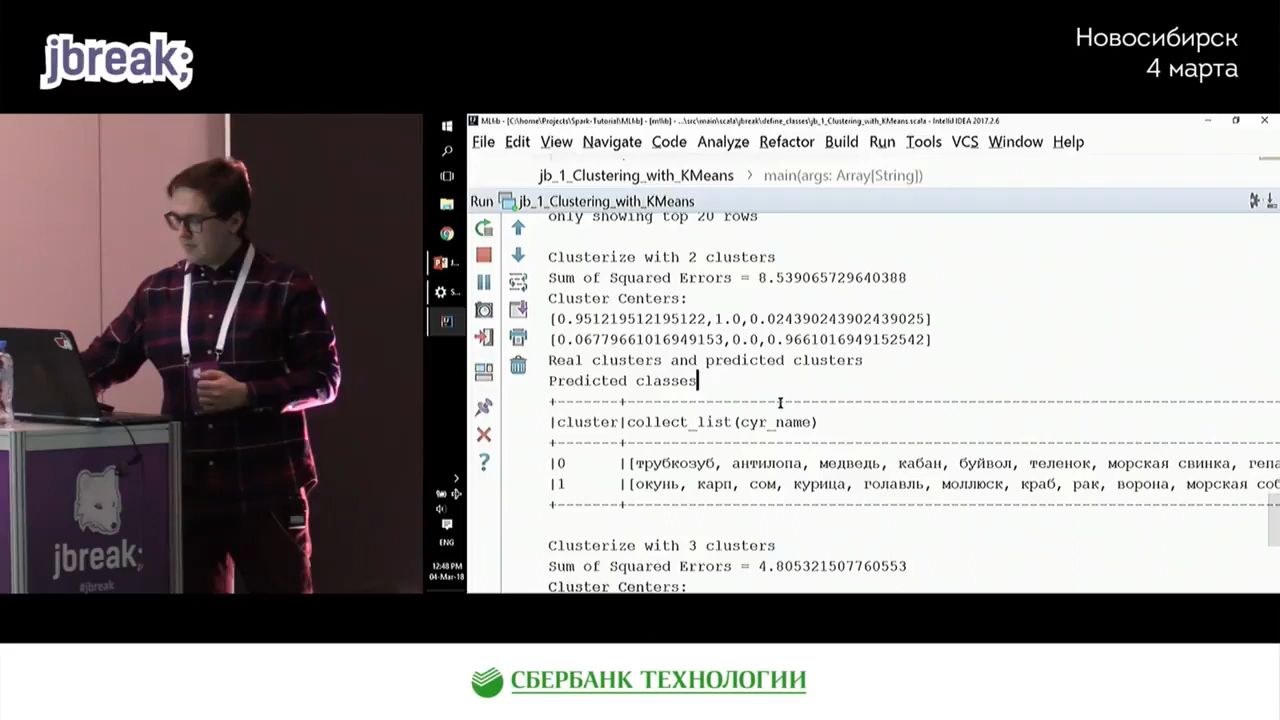 jbreak;
Новосибирск
4 марта
MLlib - [C:\home\Projects\Spark-Tutorial\MLlib] - [mllib] - ...\src\main\scala\jbreak\define_classes\jb_1_Clustering_with_KMeans.scala - IntelliJ IDEA 2017.2.6
File Edit View Navigate Code Analyze Refactor Build Run Tools VCS Window Help
jb_1_Clustering_with_KMeans > main(args: Array[String])
Run jb_1_Clustering_with_KMeans
only showing top 20 rows
Clusterize with 2 clusters
Sum of Squared Errors = 8.539065729640388
Cluster Centers:
[0.951219512195122,1.0,0.024390243902439025]
[0.06779661016949153,0.0,0.9661016949152542]
Real clusters and predicted clusters
Predicted classes
|cluster|collect_list(cyr_name)
|0 |[трубкозуб, антилопа, медведь, кабан, буйвол, теленок, морская свинка, гепа
|1 |[окунь, карп, сом, курица, голавль, моллюск, краб, рак, ворона, морская соб
Clusterize with 3 clusters
Sum of Squared Errors = 4.805321507760553
Cluster Centers:
J...
S...
ENG
12:48 PM
04-Mar-18
jbreak;
#jbreak
СБЕРБАНК ТЕХНОЛОГИИ